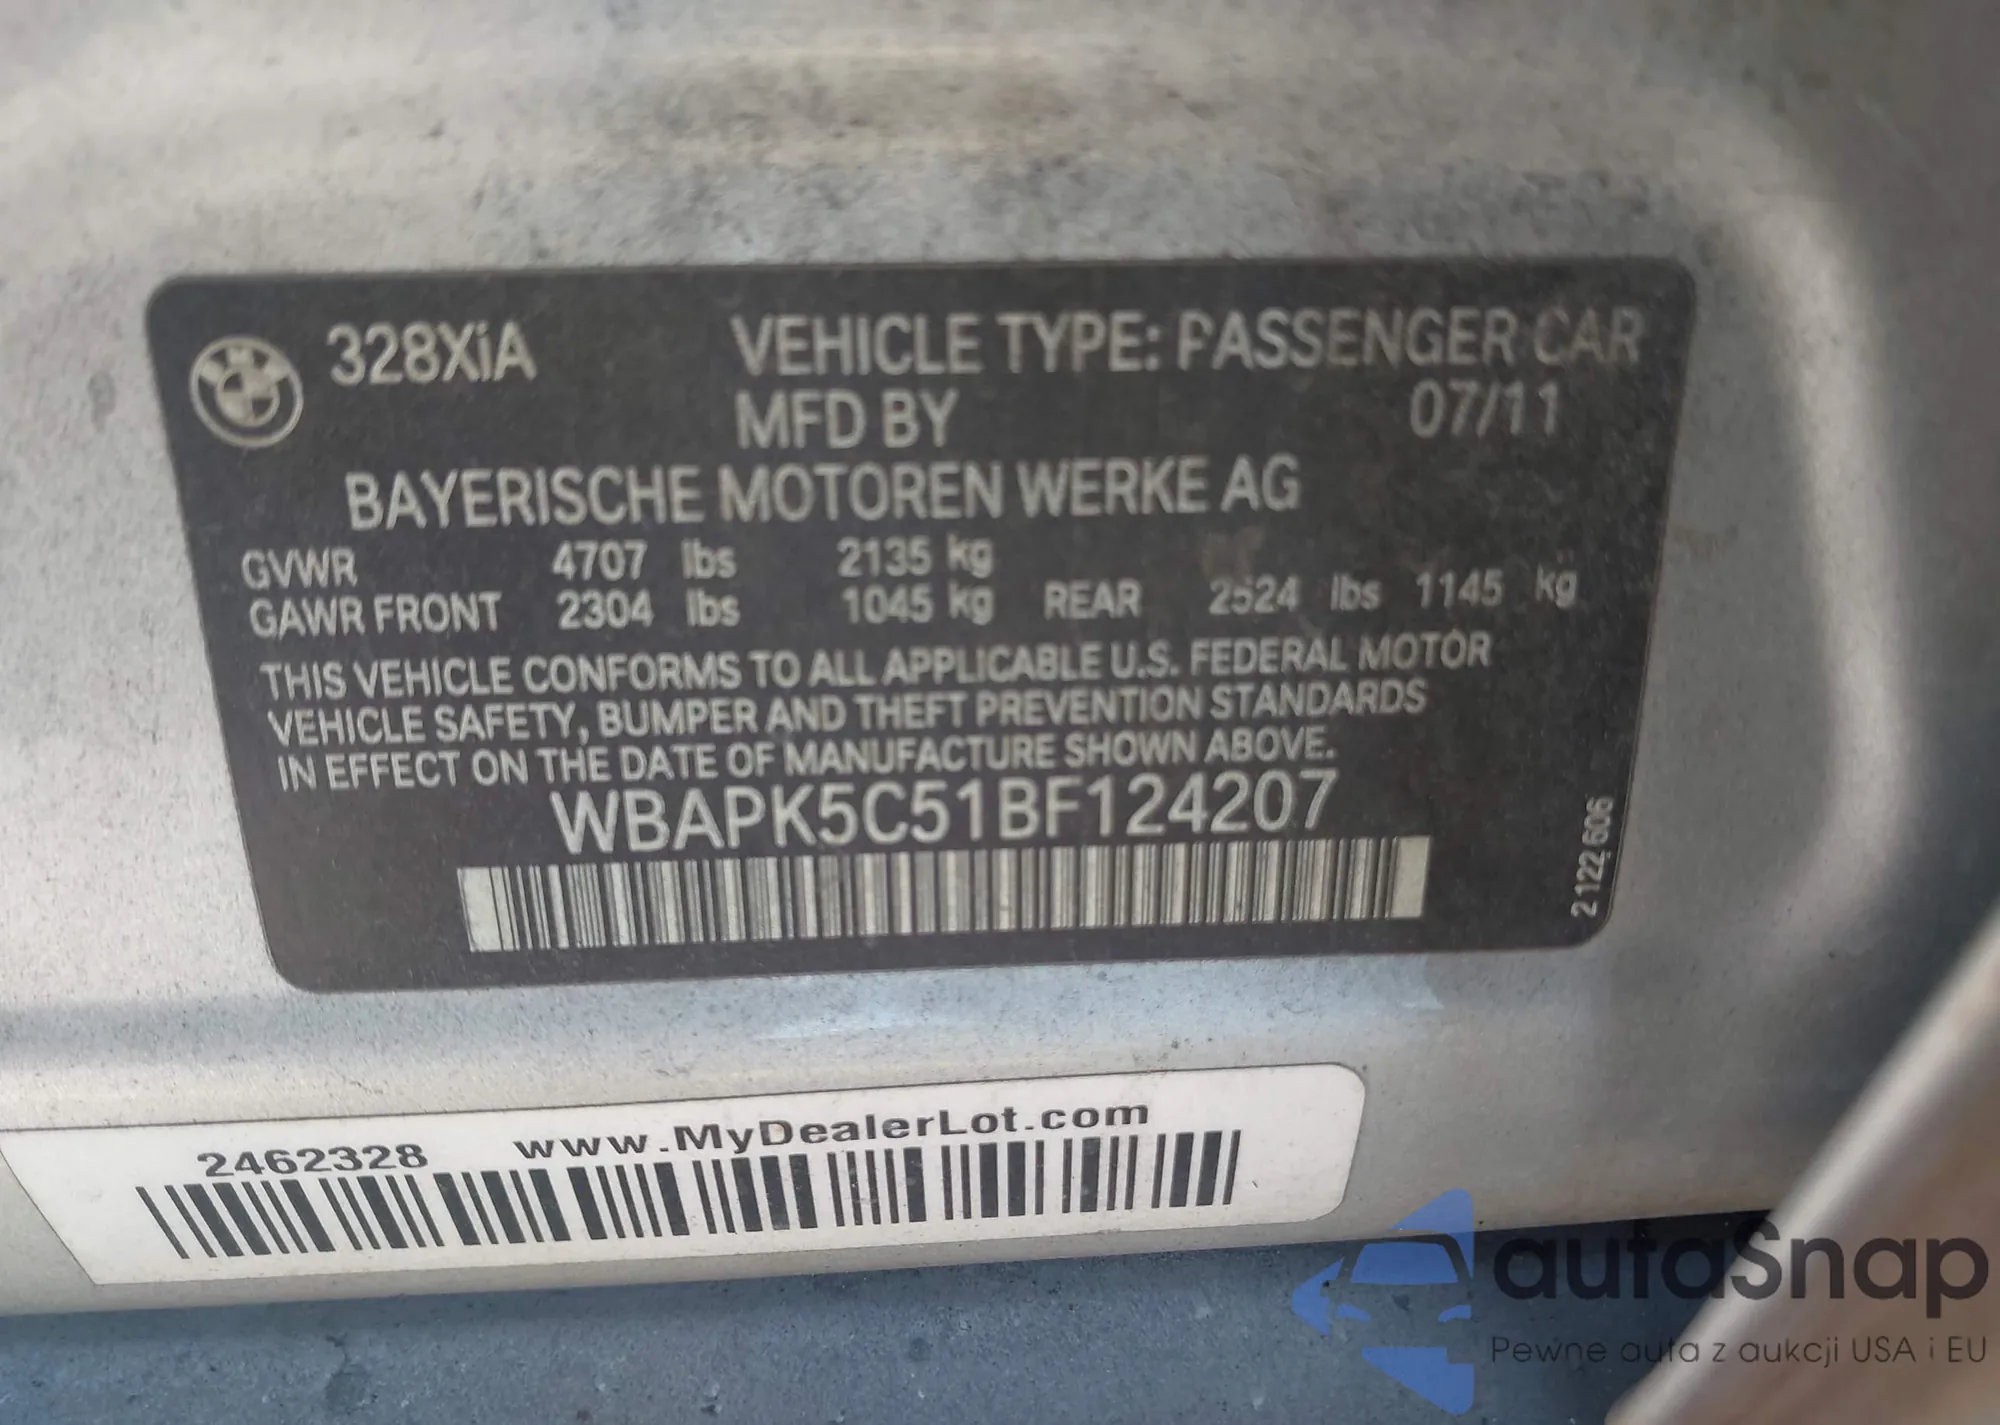 328XiA VEHICLE TYPE: PASSENGER CAR
MFD BY 07/11
BAYERISCHE MOTOREN WERKE AG
GVWR 4707 lbs 2135 kg
GAWR FRONT 2304 lbs 1045 kg REAR 2524 lbs 1145 kg
THIS VEHICLE CONFORMS TO ALL APPLICABLE U.S. FEDERAL MOTOR
VEHICLE SAFETY, BUMPER AND THEFT PREVENTION STANDARDS
IN EFFECT ON THE DATE OF MANUFACTURE SHOWN ABOVE.
WBAPK5C51BF124207
2 122 606
2462328 www.MyDealerLot.com
autaSnap
Pewne auta z aukcji USA i EU